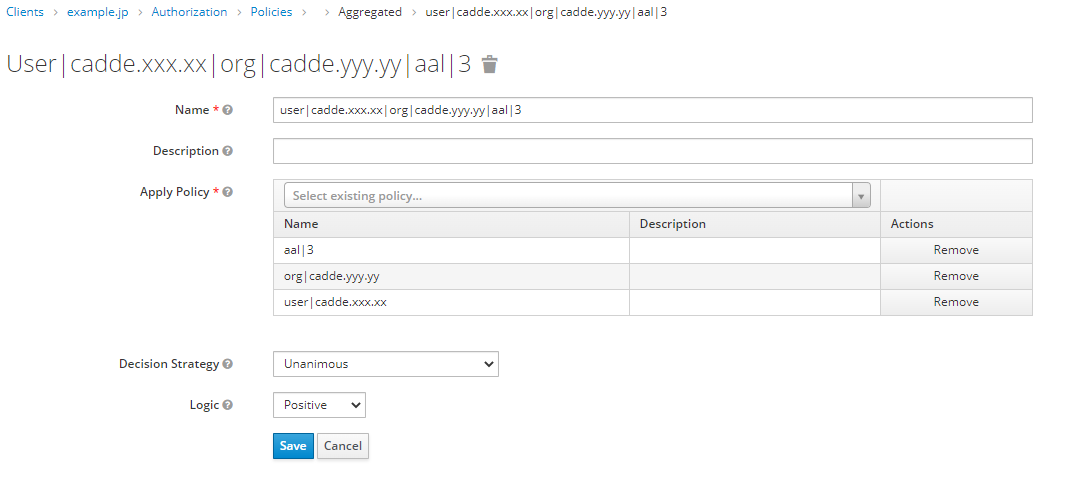 Clients > example.jp > Authorization > Policies > > Aggregated > user|cadde.xxx.xx|org|cadde.yyy.yy|aal|3
User|cadde.xxx.xx|org|cadde.yyy.yy|aal|3
Name * user|cadde.xxx.xx|org|cadde.yyy.yy|aal|3
Description
Apply Policy * Select existing policy...
Name Description Actions
aal|3 Remove
org|cadde.yyy.yy Remove
user|cadde.xxx.xx Remove
Decision Strategy Unanimous
Logic Positive
Save Cancel